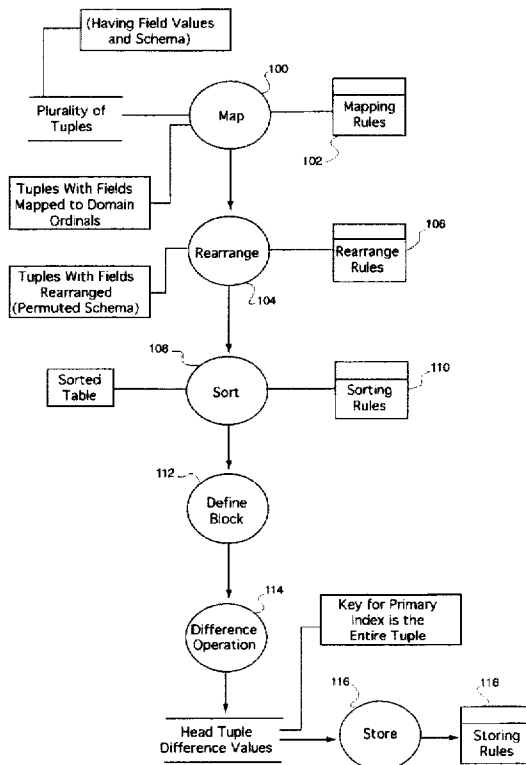 (Having Field Values
and Schema)
100
Plurality of
Tuples
Map
Mapping
Rules
102
Tuples With Fields
Mapped to Domain
Ordinals
106
Rearrange
Rearrange
Rules
Tuples With Fields
Rearranged
(Permuted Schema)
104
108
110
Sorted
Table
Sort
Sorting
Rules
112
Define
Block
114
Difference
Operation
Key for Primary
Index is the
Entire Tuple
116
118
Head Tuple
Difference Values
Store
Storing
Rules